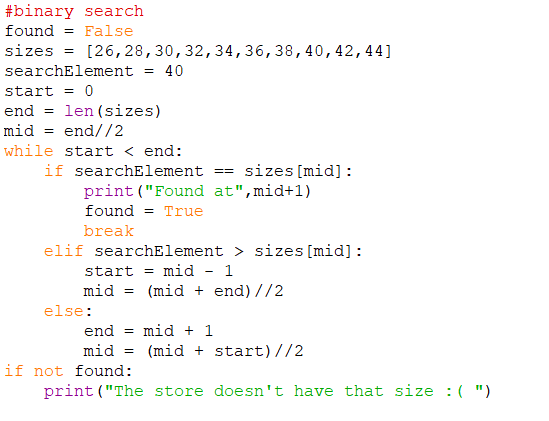 #binary search
found = False
sizes = [26,28,30,32,34,36,38,40,42,44]
searchElement = 40
start = 0
end = len(sizes)
mid = end//2
while start < end:
    if searchElement == sizes[mid]:
        print("Found at",mid+1)
        found = True
        break
    elif searchElement > sizes[mid]:
        start = mid - 1
        mid = (mid + end)//2
    else:
        end = mid + 1
        mid = (mid + start)//2
if not found:
    print("The store doesn't have that size :( ")